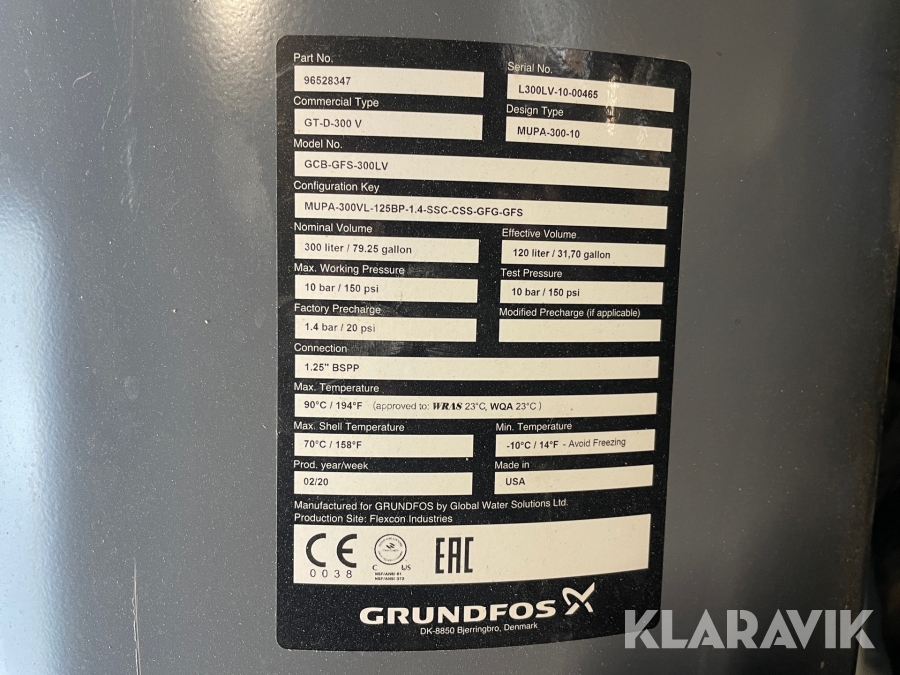 Part No.
96528347
Serial No.
L300LV-10-00465
Commercial Type
GT-D-300 V
Design Type
MUPA-300-10
Model No.
GCB-GFS-300LV
Configuration Key
MUPA-300VL-125BP-1.4-SSC-CSS-GFG-GFS
Nominal Volume
300 liter / 79.25 gallon
Effective Volume
120 liter / 31,70 gallon
Max. Working Pressure
10 bar / 150 psi
Test Pressure
10 bar / 150 psi
Factory Precharge
1.4 bar / 20 psi
Modified Precharge (if applicable)
Connection
1.25" BSPP
Max. Temperature
90°C / 194°F (approved to: WRAS 23°C, WQA 23°C )
Max. Shell Temperature
70°C / 158°F
Min. Temperature
-10°C / 14°F - Avoid Freezing
Prod. year/week
02/20
Made in
USA
Manufactured for GRUNDFOS by Global Water Solutions Ltd.
Production Site: Flexcon Industries
CE
0038
C US
NSF/ANSI 61
EAC
GRUNDFOS
DK-8850 Bjerringbro, Denmark
KLARAVIK